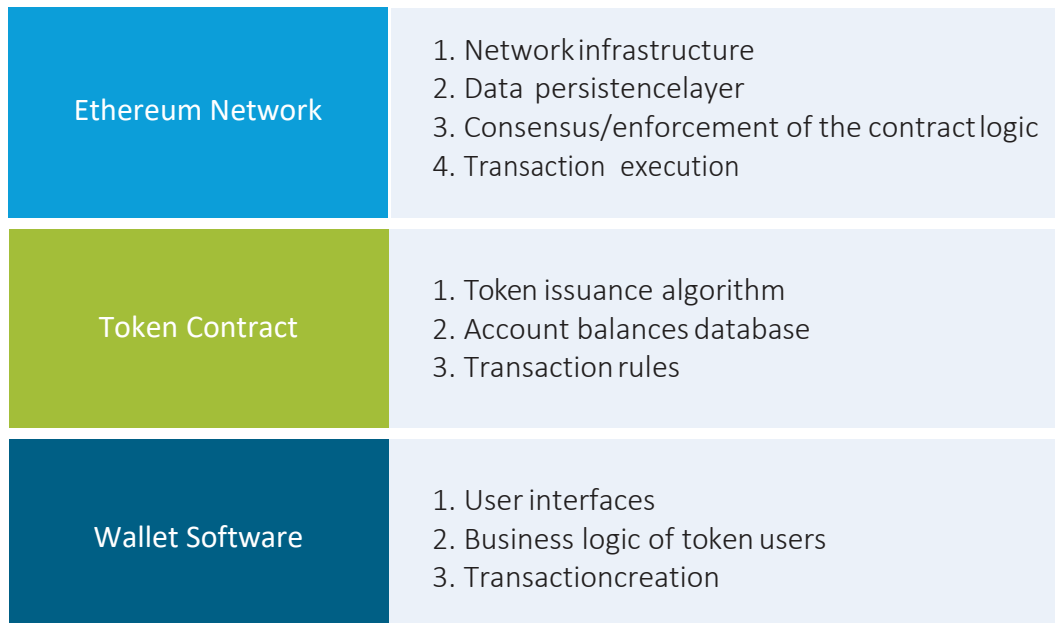 Ethereum Network
1. Network infrastructure
2. Data persistencelayer
3. Consensus/enforcement of the contract logic
4. Transaction execution
Token Contract
1. Token issuance algorithm
2. Account balances database
3. Transaction rules
Wallet Software
1. User interfaces
2. Business logic of token users
3. Transactioncreation